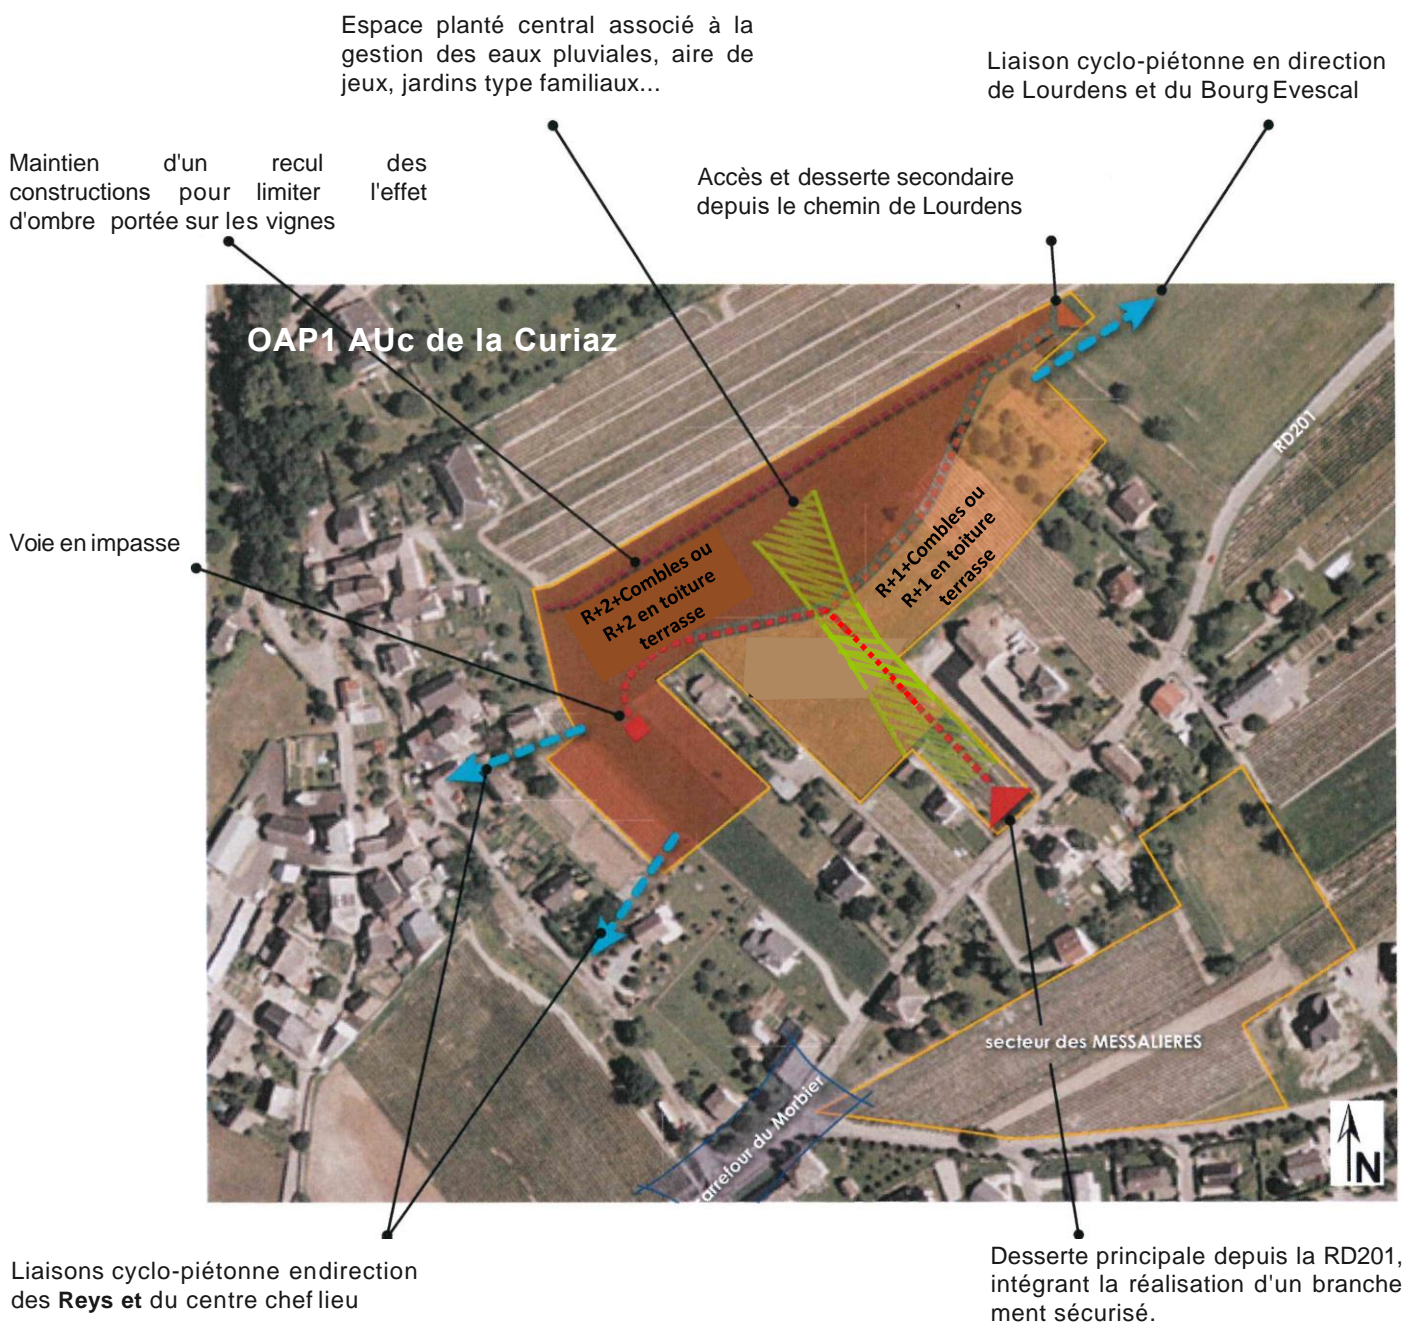 Espace planté central associé à la
gestion des eaux pluviales, aire de
jeux, jardins type familiaux...
Liaison cyclo-piétonne en direction
de Lourdens et du Bourg Evescal
Maintien d'un recul des
constructions pour limiter l'effet
d'ombre portée sur les vignes
Accès et desserte secondaire
depuis le chemin de Lourdens
OAP1 AUc de la Curiaz
RD201
Voie en impasse
R+2+Combles ou
R+2 en toiture
terrasse
R+1+Combles ou
R+1 en toiture
terrasse
secteur des MESSALIERES
arrefour du Morbier
N
Liaisons cyclo-piétonne endirection
des Reys et du centre chef lieu
Desserte principale depuis la RD201,
intégrant la réalisation d'un branche
ment sécurisé.